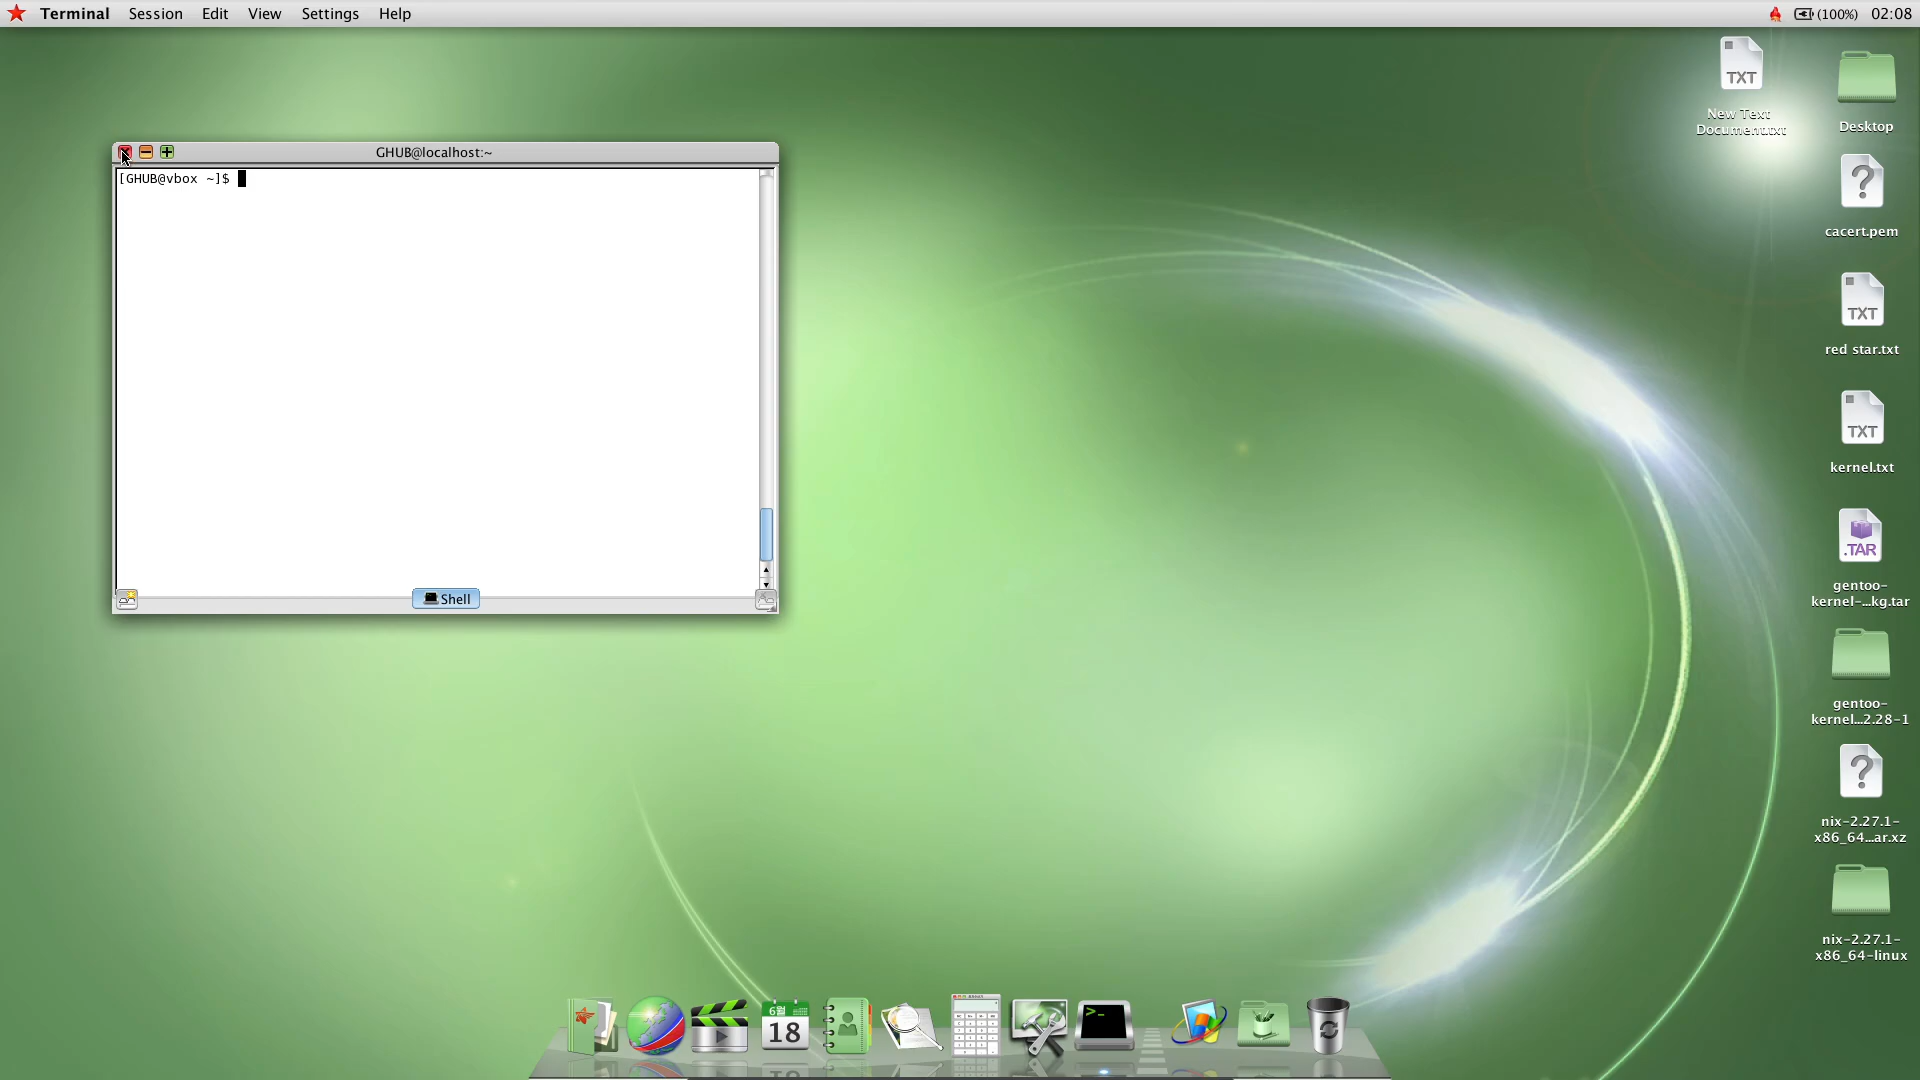 Terminal Session Edit View Settings Help
(100%) 02:08
GHUB@localhost:~
[GHUB@vbox ~]$
Shell
TXT
New Text
Document.txt
Desktop
cacert.pem
TXT
red star.txt
TXT
kernel.txt
.TAR
gentoo-
kernel-...kg.tar
gentoo-
kernel...2.28-1
nix-2.27.1-
x86_64...ar.xz
nix-2.27.1-
x86_64-linux
18
>_